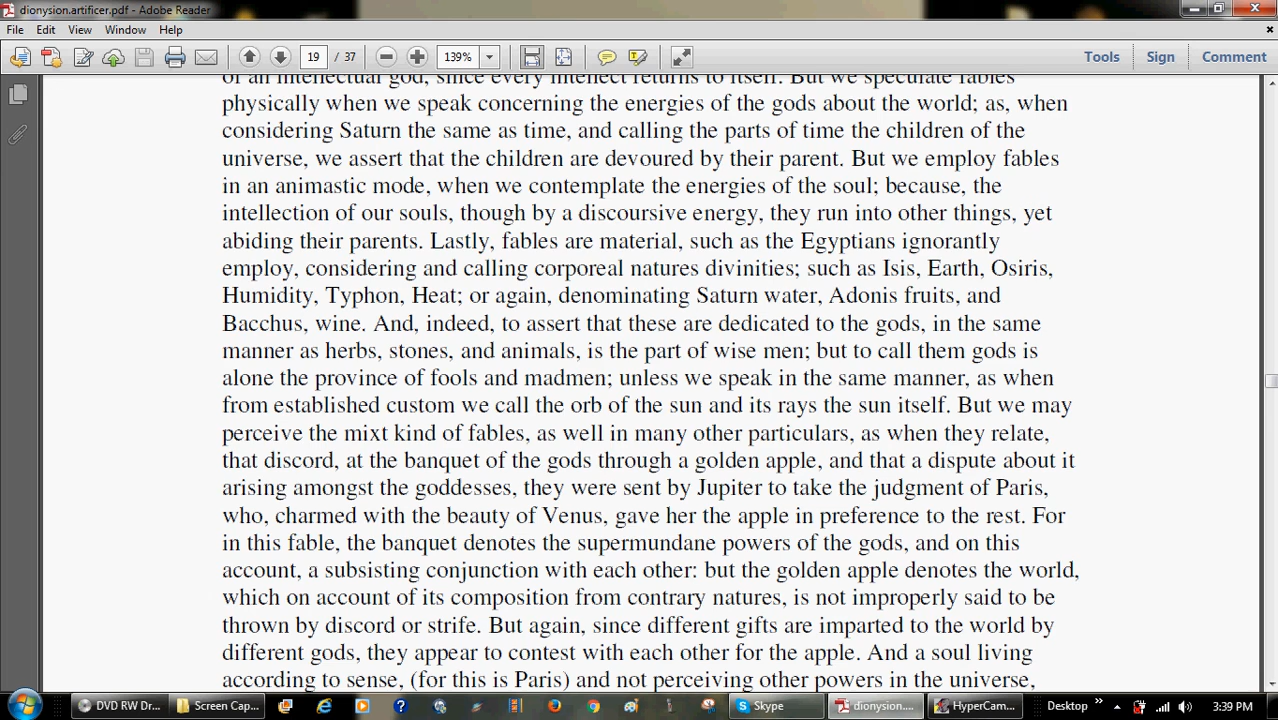 dionysion.artificer.pdf - Adobe Reader
File Edit View Window Help
19 / 37 139% Tools Sign Comment
of an intellectual god, since every intellect returns to itself. But we speculate fables
physically when we speak concerning the energies of the gods about the world; as, when
considering Saturn the same as time, and calling the parts of time the children of the
universe, we assert that the children are devoured by their parent. But we employ fables
in an animastic mode, when we contemplate the energies of the soul; because, the
intellection of our souls, though by a discoursive energy, they run into other things, yet
abiding their parents. Lastly, fables are material, such as the Egyptians ignorantly
employ, considering and calling corporeal natures divinities; such as Isis, Earth, Osiris,
Humidity, Typhon, Heat; or again, denominating Saturn water, Adonis fruits, and
Bacchus, wine. And, indeed, to assert that these are dedicated to the gods, in the same
manner as herbs, stones, and animals, is the part of wise men; but to call them gods is
alone the province of fools and madmen; unless we speak in the same manner, as when
from established custom we call the orb of the sun and its rays the sun itself. But we may
perceive the mixt kind of fables, as well in many other particulars, as when they relate,
that discord, at the banquet of the gods through a golden apple, and that a dispute about it
arising amongst the goddesses, they were sent by Jupiter to take the judgment of Paris,
who, charmed with the beauty of Venus, gave her the apple in preference to the rest. For
in this fable, the banquet denotes the supermundane powers of the gods, and on this
account, a subsisting conjunction with each other: but the golden apple denotes the world,
which on account of its composition from contrary natures, is not improperly said to be
thrown by discord or strife. But again, since different gifts are imparted to the world by
different gods, they appear to contest with each other for the apple. And a soul living
according to sense, (for this is Paris) and not perceiving other powers in the universe,
DVD RW Dr... Screen Cap... Skype dionysion.... HyperCam... Desktop 3:39 PM